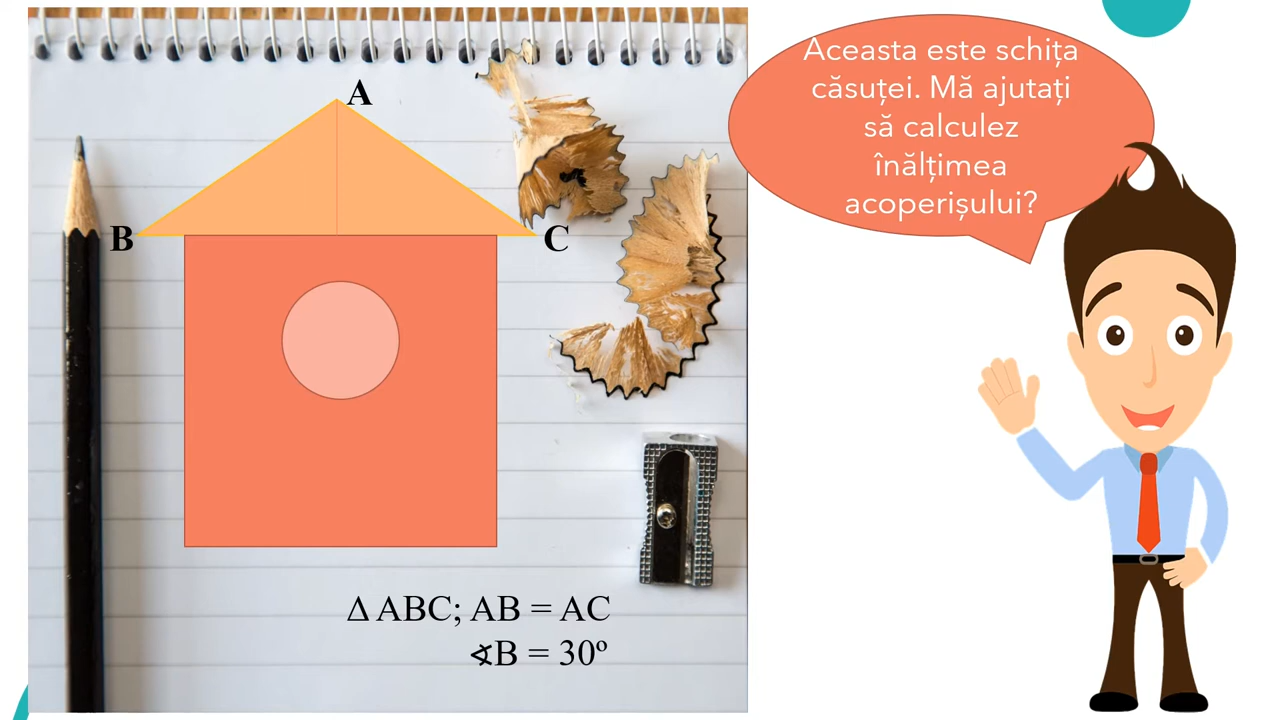 Aceasta este schița
căsuței. Mă ajutați
să calculez
înălțimea
acoperișului?
A
B
C
Δ ABC; AB = AC
∢B = 30º